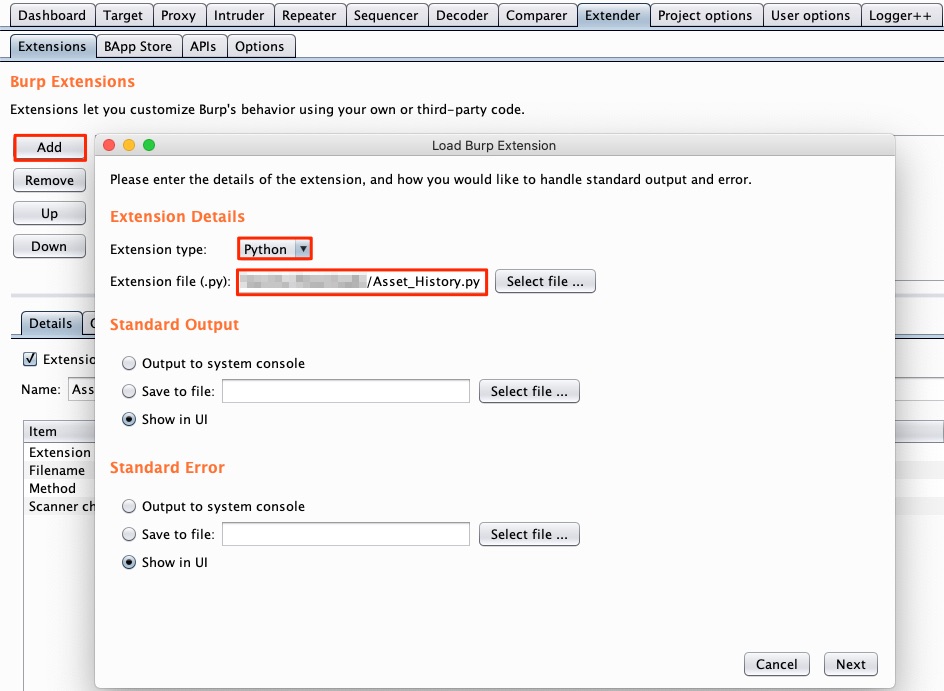 Dashboard Target Proxy Intruder Repeater Sequencer Decoder Comparer Extender Project options User options Logger++
Extensions BApp Store APIs Options
Burp Extensions
Extensions let you customize Burp's behavior using your own or third-party code.
Add
Remove
Up
Down
Load Burp Extension
Please enter the details of the extension, and how you would like to handle standard output and error.
Extension Details
Extension type: Python
Extension file (.py): /Asset_History.py Select file ...
Standard Output
Output to system console
Save to file: Select file ...
Show in UI
Standard Error
Output to system console
Save to file: Select file ...
Show in UI
Cancel Next
Details
Extensio
Name: Ass
Item
Extension
Filename
Method
Scanner ch